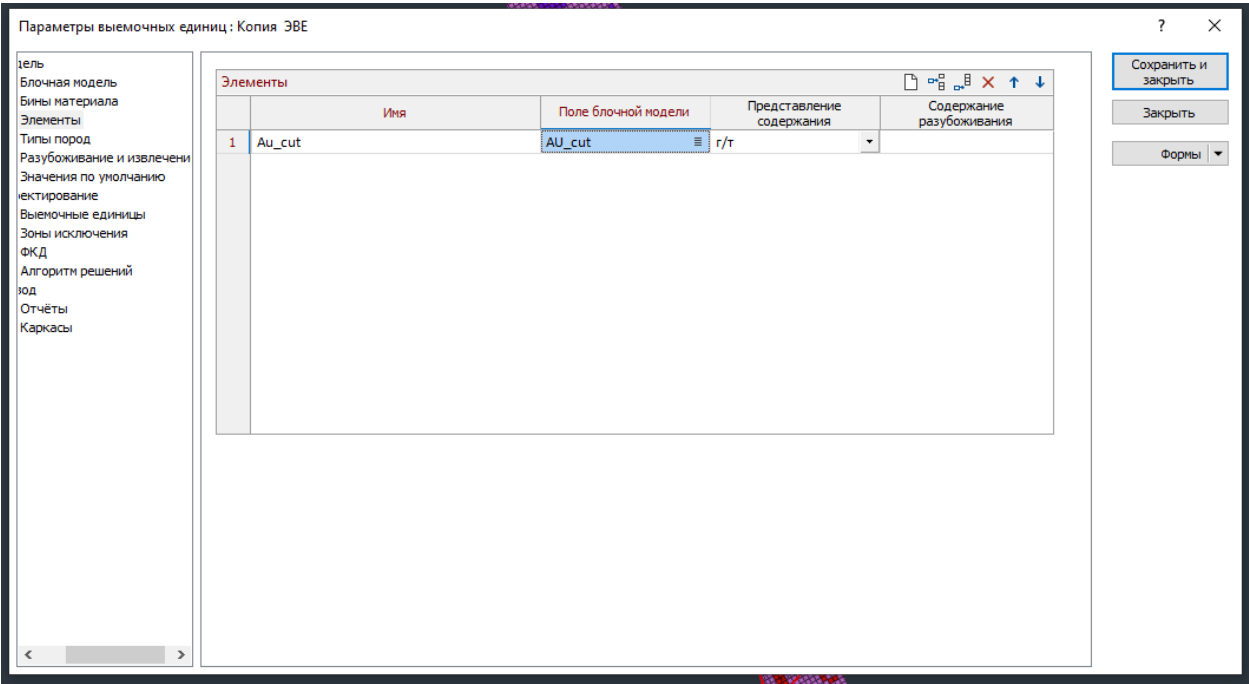 Параметры выемочных единиц : Копия ЭВЕ
?
Блочная модель
Бины материала
Элементы
Типы пород
Разубоживание и извлечени
Значения по умолчанию
ектирование
Выемочные единицы
Зоны исключения
ФКД
Алгоритм решений
вод
Отчёты
Каркасы
Элементы
Имя
Поле блочной модели
Представление
содержания
Содержание
разубоживания
1
Au_cut
AU_cut
г/т
Сохранить и
закрыть
Закрыть
Формы